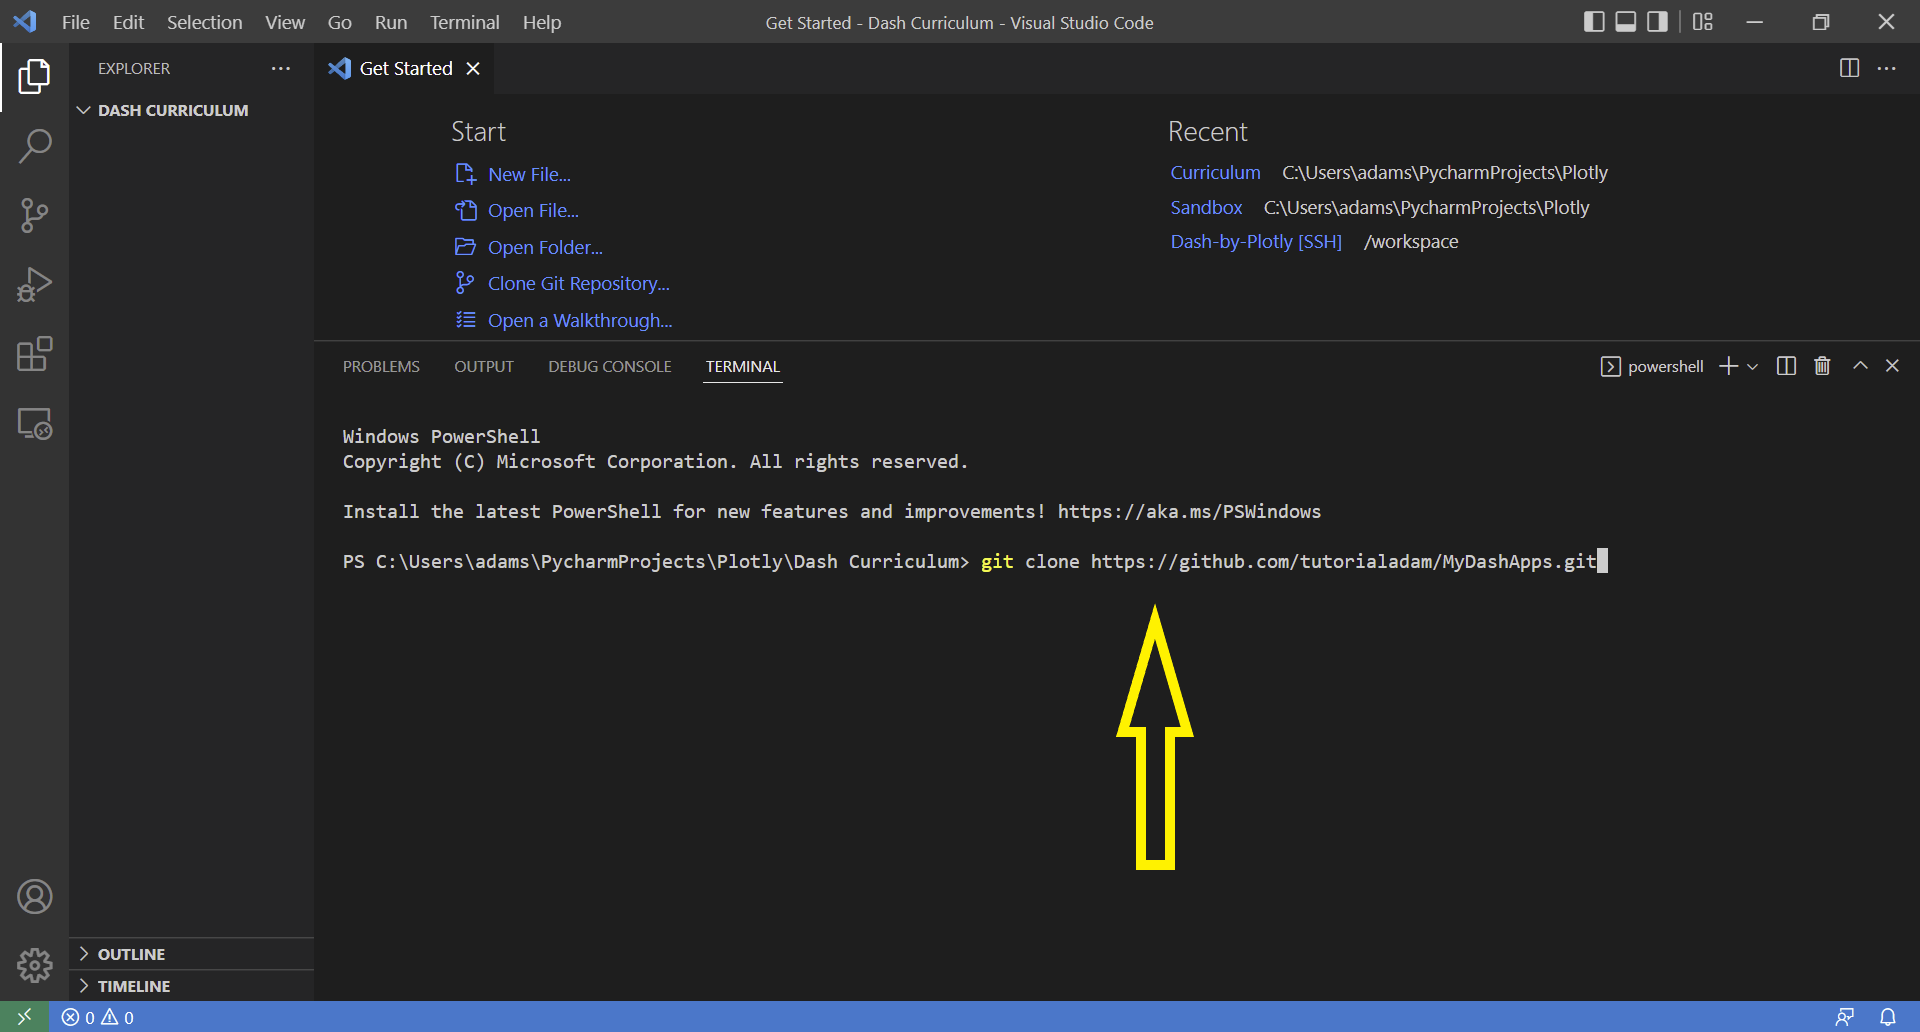 File Edit Selection View Go Run Terminal Help
Get Started - Dash Curriculum - Visual Studio Code
EXPLORER
DASH CURRICULUM
Get Started
Start
New File...
Open File...
Open Folder...
Clone Git Repository...
Open a Walkthrough...
Recent
Curriculum C:\Users\adams\PycharmProjects\Plotly
Sandbox C:\Users\adams\PycharmProjects\Plotly
Dash-by-Plotly [SSH] /workspace
PROBLEMS OUTPUT DEBUG CONSOLE TERMINAL
powershell
Windows PowerShell
Copyright (C) Microsoft Corporation. All rights reserved.
Install the latest PowerShell for new features and improvements! https://aka.ms/PSWindows
PS C:\Users\adams\PycharmProjects\Plotly\Dash Curriculum> git clone https://github.com/tutorialadam/MyDashApps.git
OUTLINE
TIMELINE
0 0